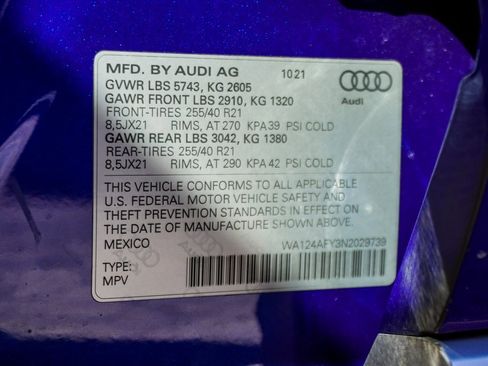 MFD. BY AUDI AG 10 21
GVWR LBS 5743, KG 2605
GAWR FRONT LBS 2910, KG 1320
FRONT-TIRES 255/40 R21
8,5JX21 RIMS, AT 270 KPA 39 PSI COLD
GAWR REAR LBS 3042, KG 1380
REAR-TIRES 255/40 R21
8,5JX21 RIMS, AT 290 KPA 42 PSI COLD
Audi
THIS VEHICLE CONFORMS TO ALL APPLICABLE
U.S. FEDERAL MOTOR VEHICLE SAFETY AND
THEFT PREVENTION STANDARDS IN EFFECT ON
THE DATE OF MANUFACTURE SHOWN ABOVE.
MEXICO
WA124AFY3N2029739
TYPE:
MPV